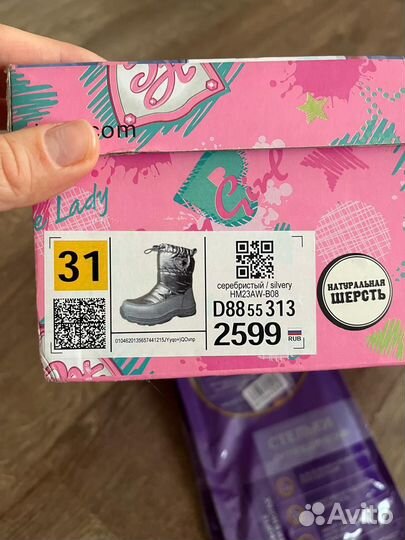 .com
Lady
Girl
31
серебристый / silvery
HM23AW-B08
D88 55 313
2599
RUB
НАТУРАЛЬНАЯ
ШЕРСТЬ
СТЕЛЬКИ
Avito